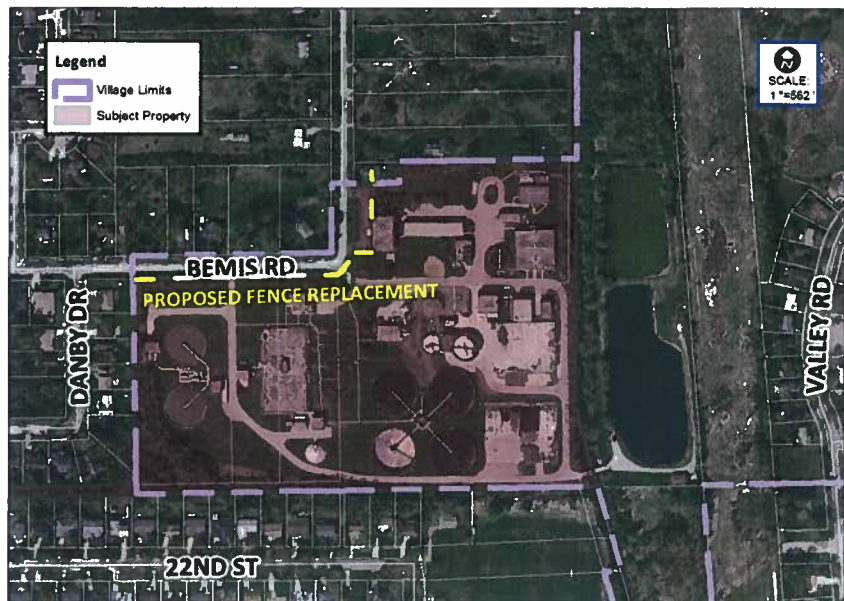 Legend
Village Limits
Subject Property
N
SCALE:
1 "=562 '
BEMIS RD
PROPOSED FENCE REPLACEMENT
DANBY DR
VALLEY RD
22ND ST